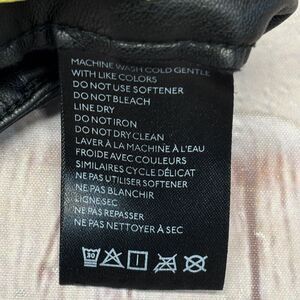 MACHINE WASH COLD GENTLE
WITH LIKE COLORS
DO NOT USE SOFTENER
DO NOT BLEACH
LINE DRY
DO NOT IRON
DO NOT DRY CLEAN
LAVER À LA MACHINE À L'EAU
FROIDE AVEC COULEURS
SIMILAIRES CYCLE DÉLICAT
NE PAS UTILISER SOFTENER
NE PAS BLANCHIR
LIGNE SEC
NE PAS REPASSER
NE PAS NETTOYER À SEC
30